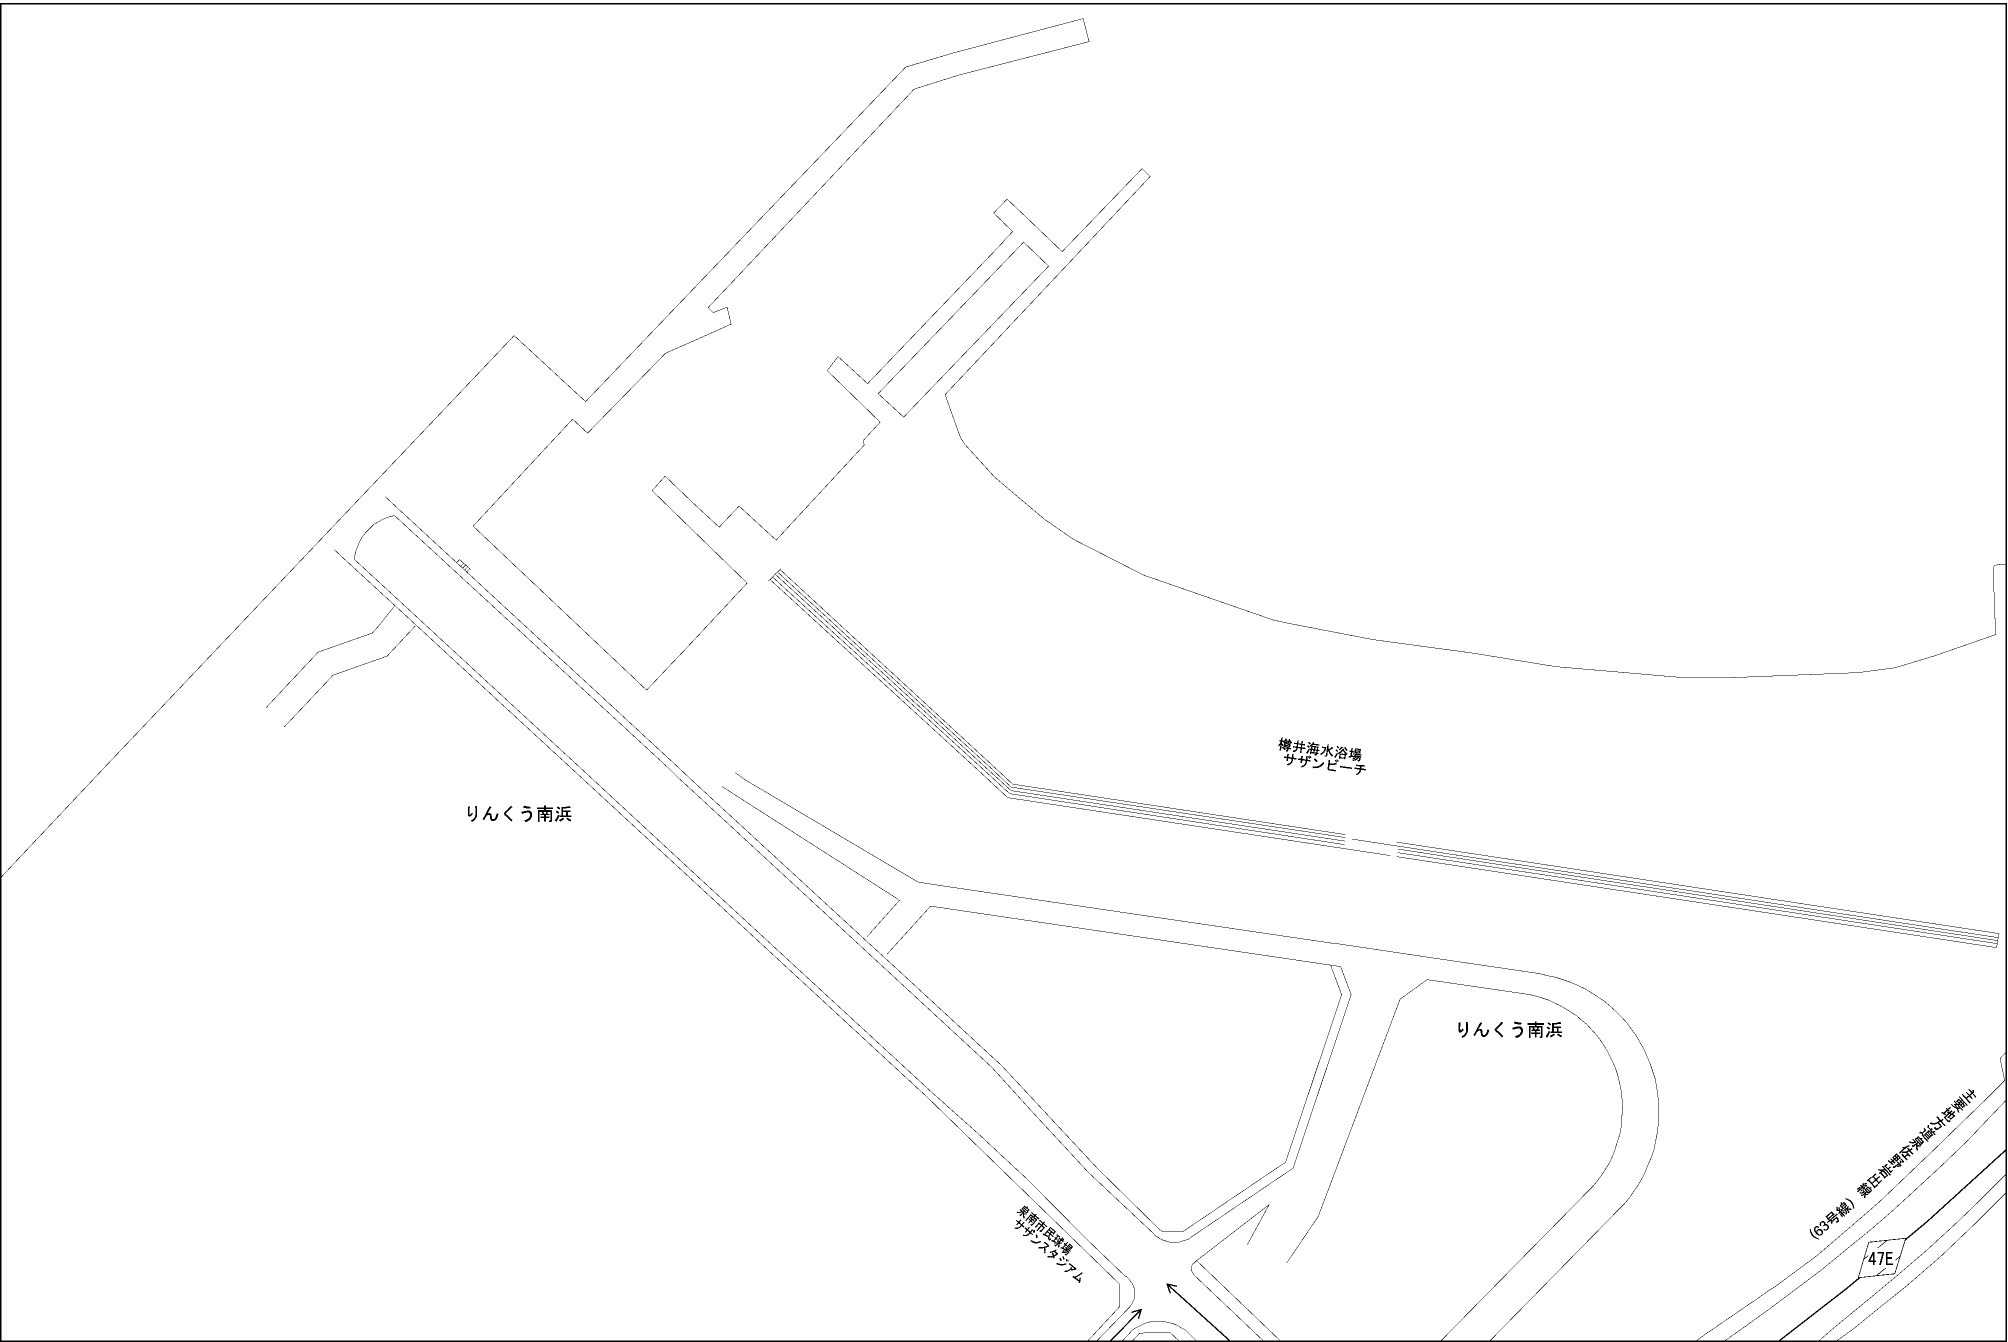 樽井海水浴場
サザンビーチ
りんくう南浜
りんくう南浜
主要地方道泉佐野岩出線（63号線）
泉南市民球場
サザンスタジアム
47E